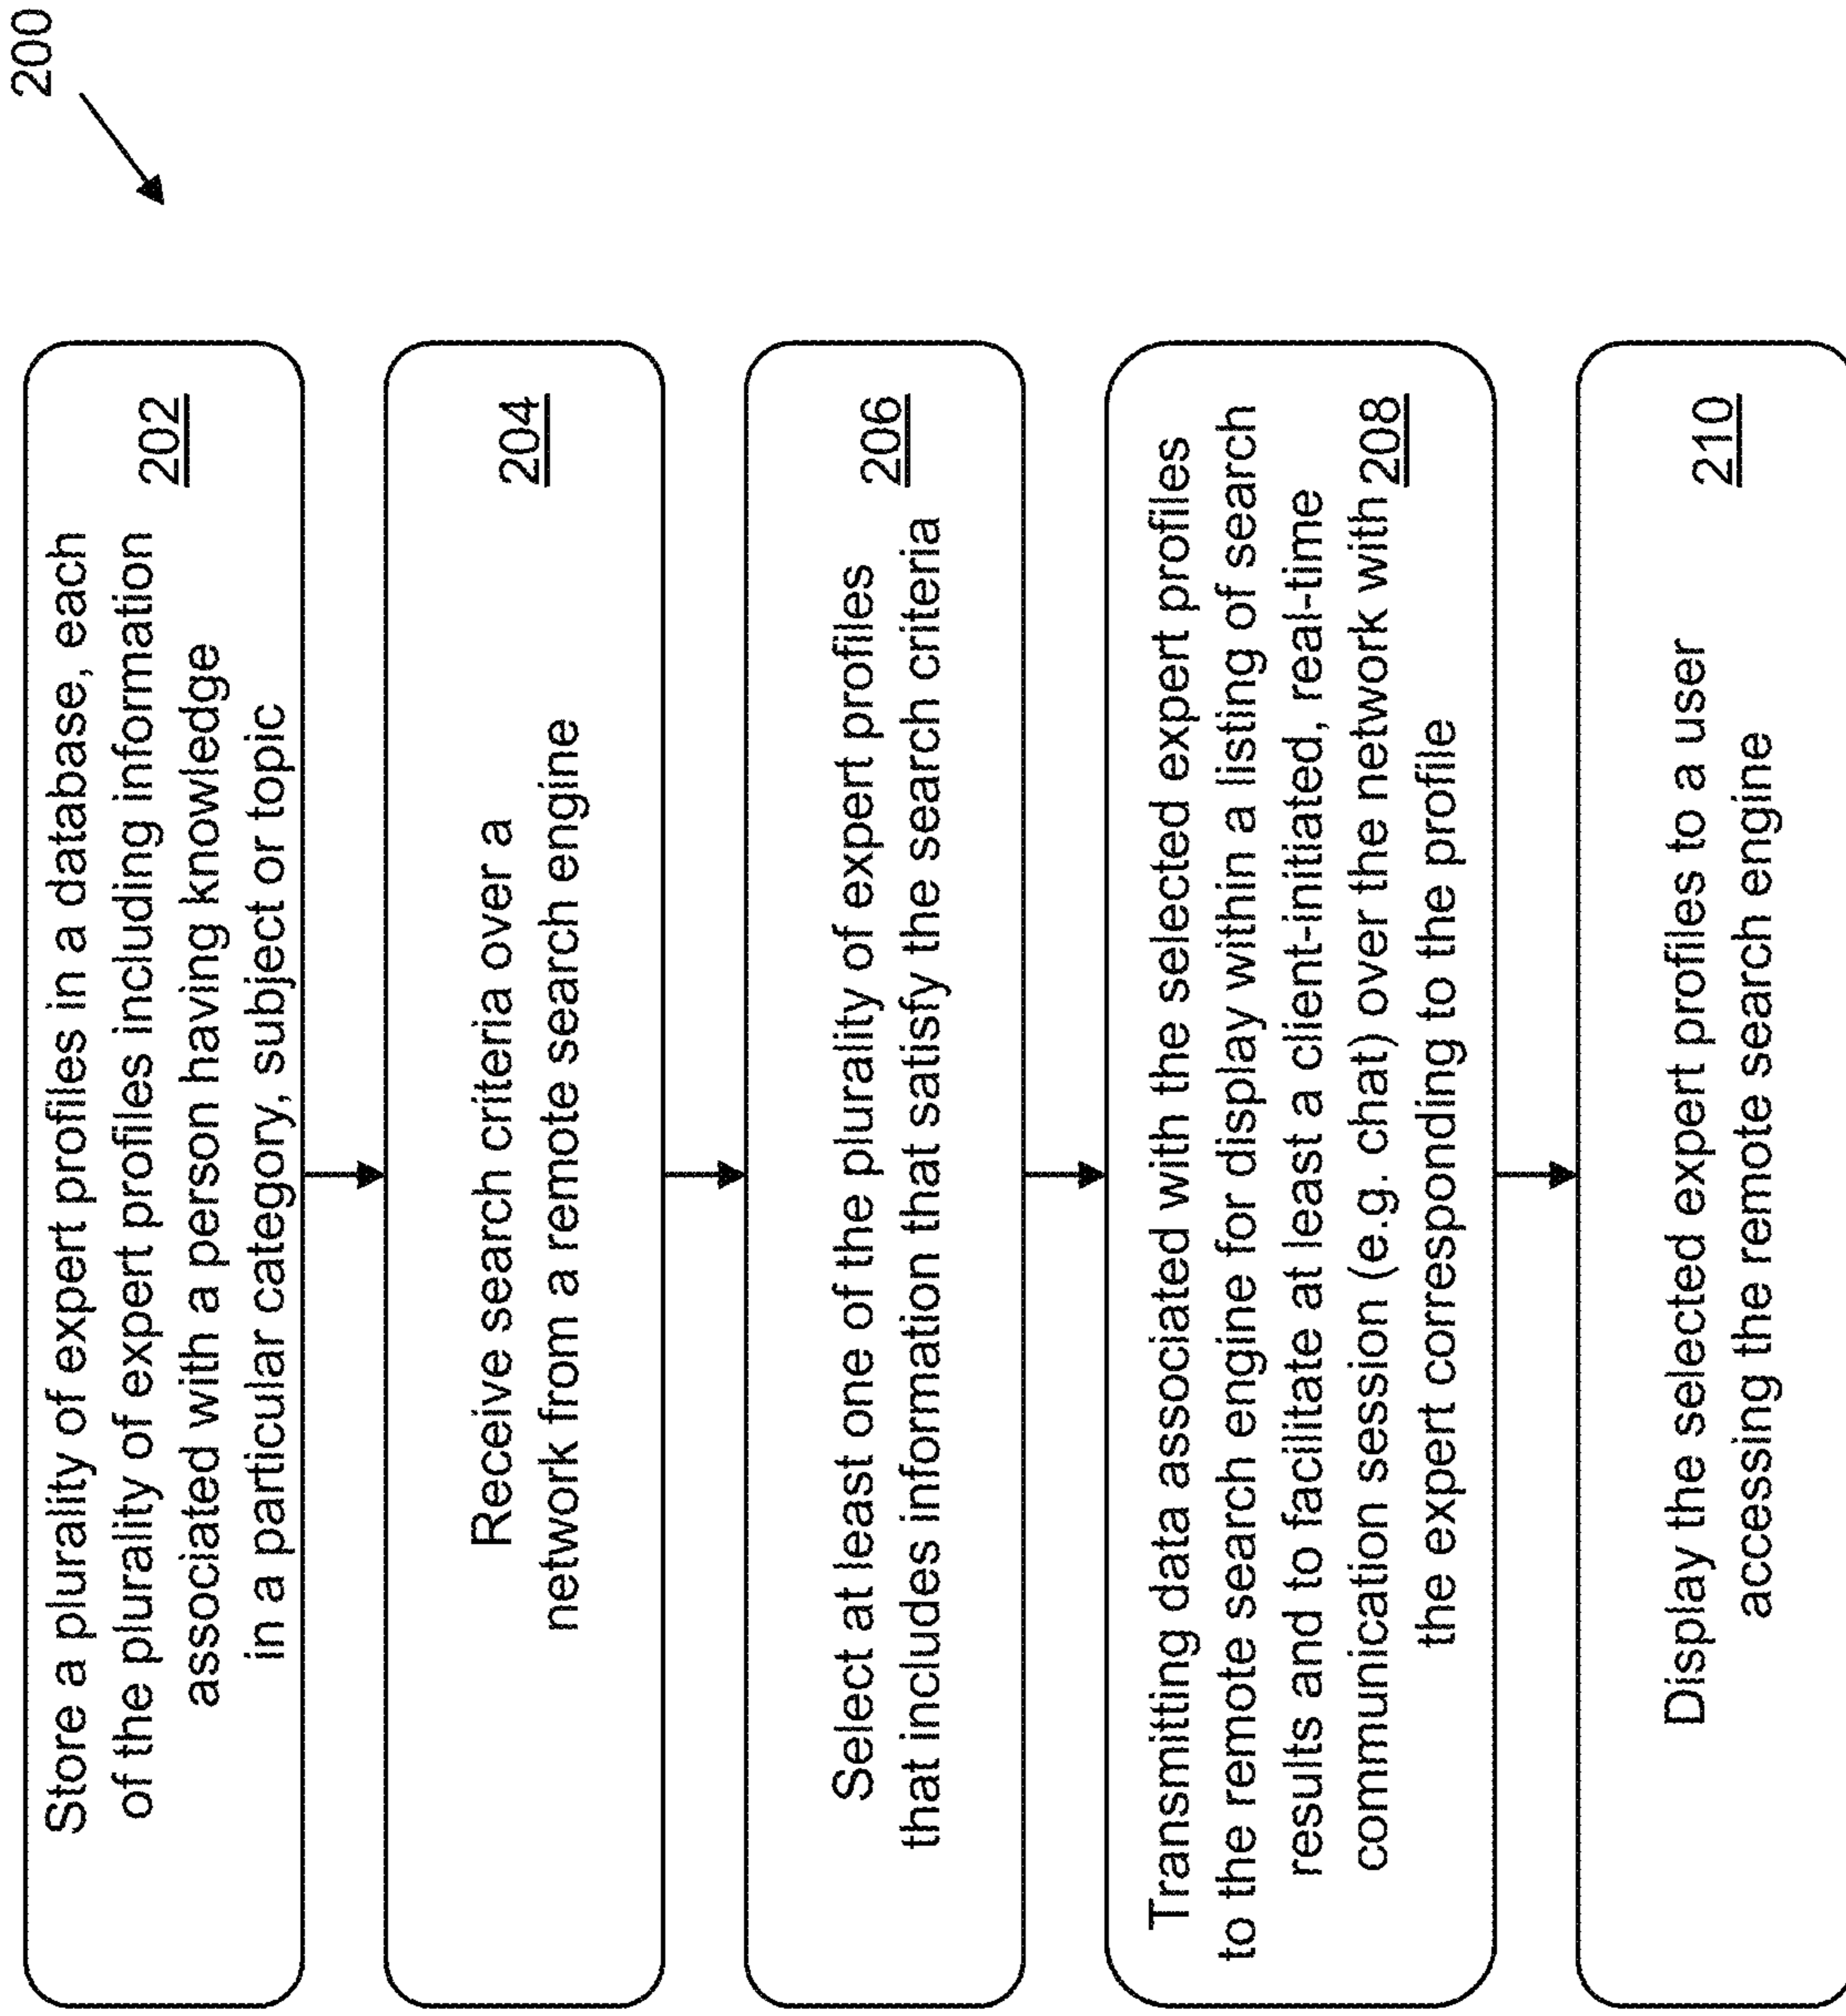 200
Store a plurality of expert profiles in a database, each
of the plurality of expert profiles including information
associated with a person having knowledge
in a particular category, subject or topic
202
Receive search criteria over a
network from a remote search engine
204
Select at least one of the plurality of expert profiles
that includes information that satisfy the search criteria
206
Transmitting data associated with the selected expert profiles
to the remote search engine for display within a listing of search
results and to facilitate at least a client-initiated, real-time
communication session (e.g. chat) over the network with
the expert corresponding to the profile
208
Display the selected expert profiles to a user
accessing the remote search engine
210